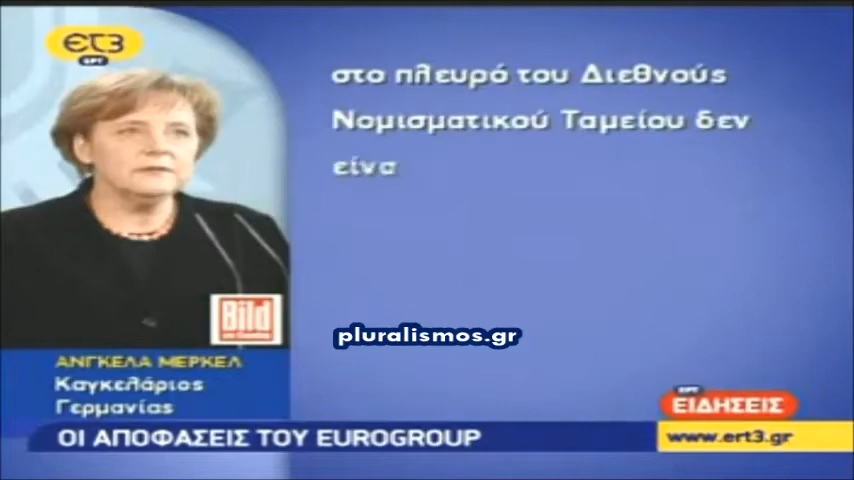 ετ3
ΕΡΤ
στο πλευρό του Διεθνούς
Νομισματικού Ταμείου δεν
είνα
Bild
pluralismos.gr
ΑΝΓΚΕΛΑ ΜΕΡΚΕΛ
Καγκελάριος
Γερμανίας
ΕΡΤ
ΕΙΔΗΣΕΙΣ
ΟΙ ΑΠΟΦΑΣΕΙΣ ΤΟΥ EUROGROUP
www.ert3.gr